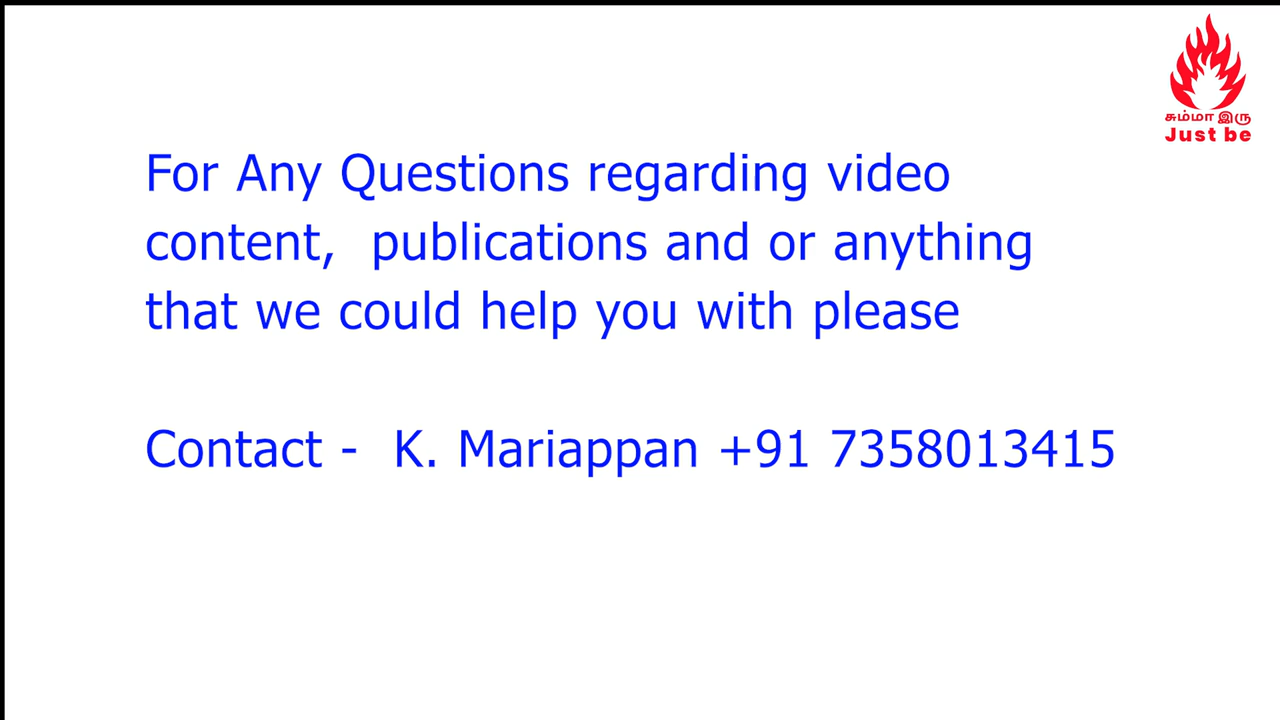 சும்மா இரு
Just be
For Any Questions regarding video
content,  publications and or anything
that we could help you with please
Contact -  K. Mariappan +91 7358013415